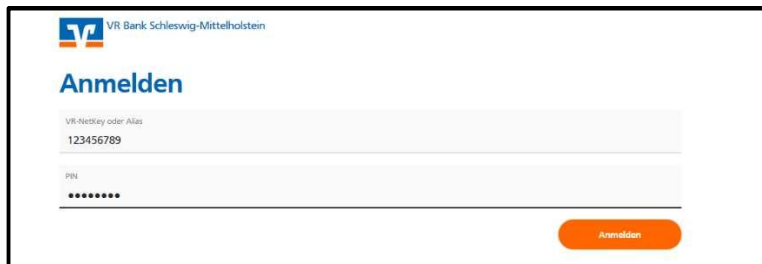 VR Bank Schleswig-Mittelholstein
Anmelden
VR-NetKey oder Alias
123456789
PIN
••••••••
Anmelden